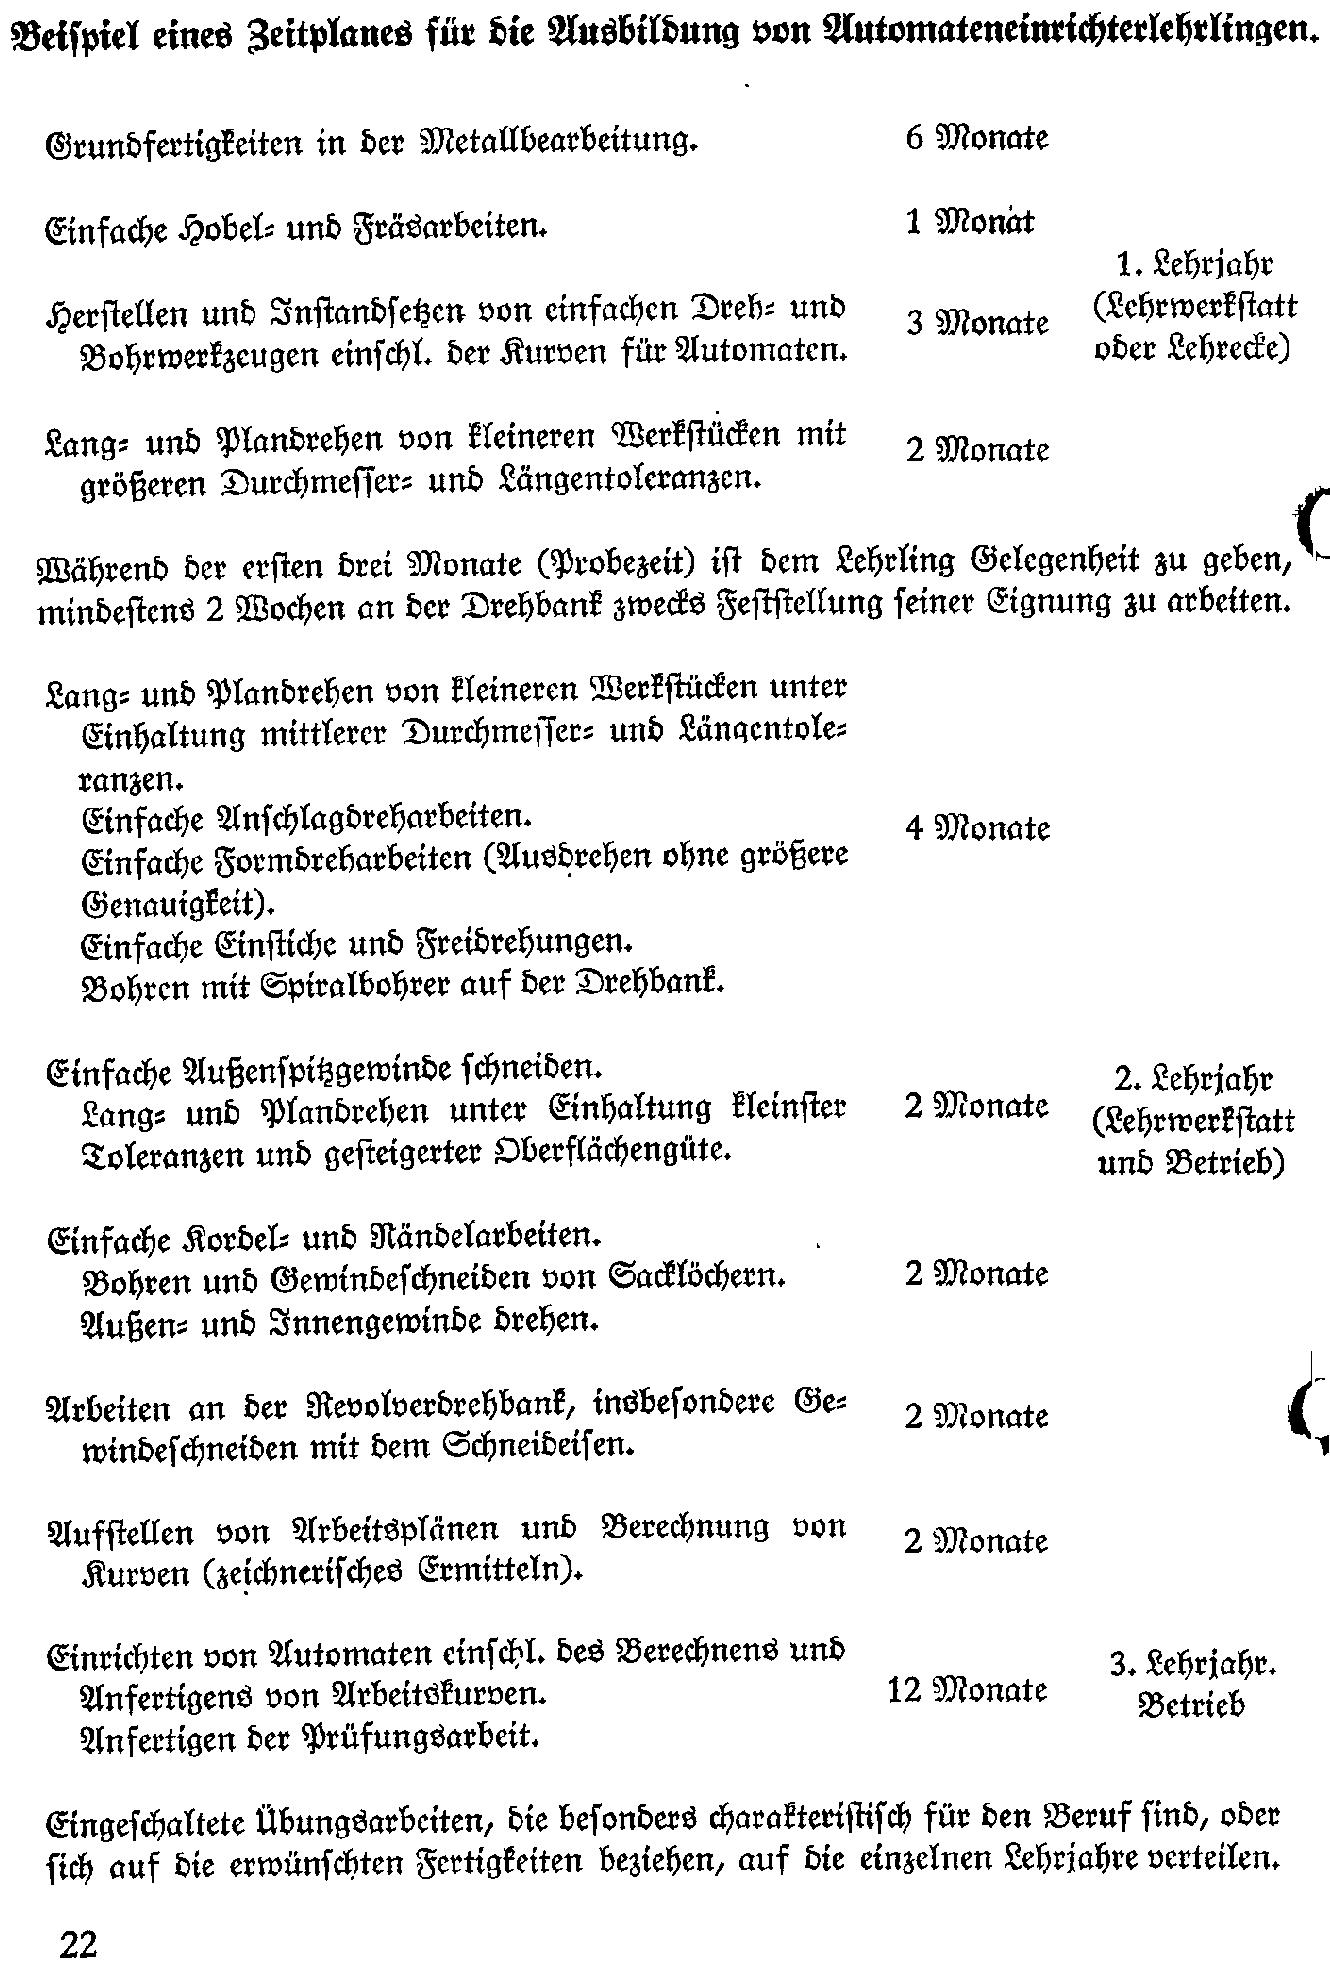 Beispiel eines Zeitplanes für die Ausbildung von Automateneinrichterlehrlingen.
Grundfertigkeiten in der Metallbearbeitung. 6 Monate
Einfache Hobel- und Fräsarbeiten. 1 Monat
1. Lehrjahr
Herstellen und Instandsetzen von einfachen Dreh- und (Lehrwerkstatt
3 Monate
Bohrwerkzeugen einschl. der Kurven für Automaten. oder Lehrecke)
Lang- und Plandrehen von kleineren Werkstücken mit
2 Monate
größeren Durchmesser- und Längentoleranzen.
Während der ersten drei Monate (Probezeit) ist dem Lehrling Gelegenheit zu geben,
mindestens 2 Wochen an der Drehbank zwecks Feststellung seiner Eignung zu arbeiten.
Lang- und Plandrehen von kleineren Werkstücken unter
Einhaltung mittlerer Durchmesser- und Längentole-
ranzen.
Einfache Anschlagdreharbeiten.
4 Monate
Einfache Formdreharbeiten (Ausdrehen ohne größere
Genauigkeit).
Einfache Einstiche und Freidrehungen.
Bohren mit Spiralbohrer auf der Drehbank.
Einfache Außenspitzgewinde schneiden. 2. Lehrjahr
Lang- und Plandrehen unter Einhaltung kleinster 2 Monate (Lehrwerkstatt
Toleranzen und gesteigerter Oberflächengüte. und Betrieb)
Einfache Kordel- und Rändelarbeiten.
Bohren und Gewindeschneiden von Sacklöchern. 2 Monate
Außen- und Innengewinde drehen.
Arbeiten an der Revolverdrehbank, insbesondere Ge-
2 Monate
windeschneiden mit dem Schneideisen.
Aufstellen von Arbeitsplänen und Berechnung von
2 Monate
Kurven (zeichnerisches Ermitteln).
Einrichten von Automaten einschl. des Berechnens und 3. Lehrjahr.
Anfertigens von Arbeitskurven. 12 Monate Betrieb
Anfertigen der Prüfungsarbeit.
Eingeschaltete Übungsarbeiten, die besonders charakteristisch für den Beruf sind, oder
sich auf die erwünschten Fertigkeiten beziehen, auf die einzelnen Lehrjahre verteilen.
22